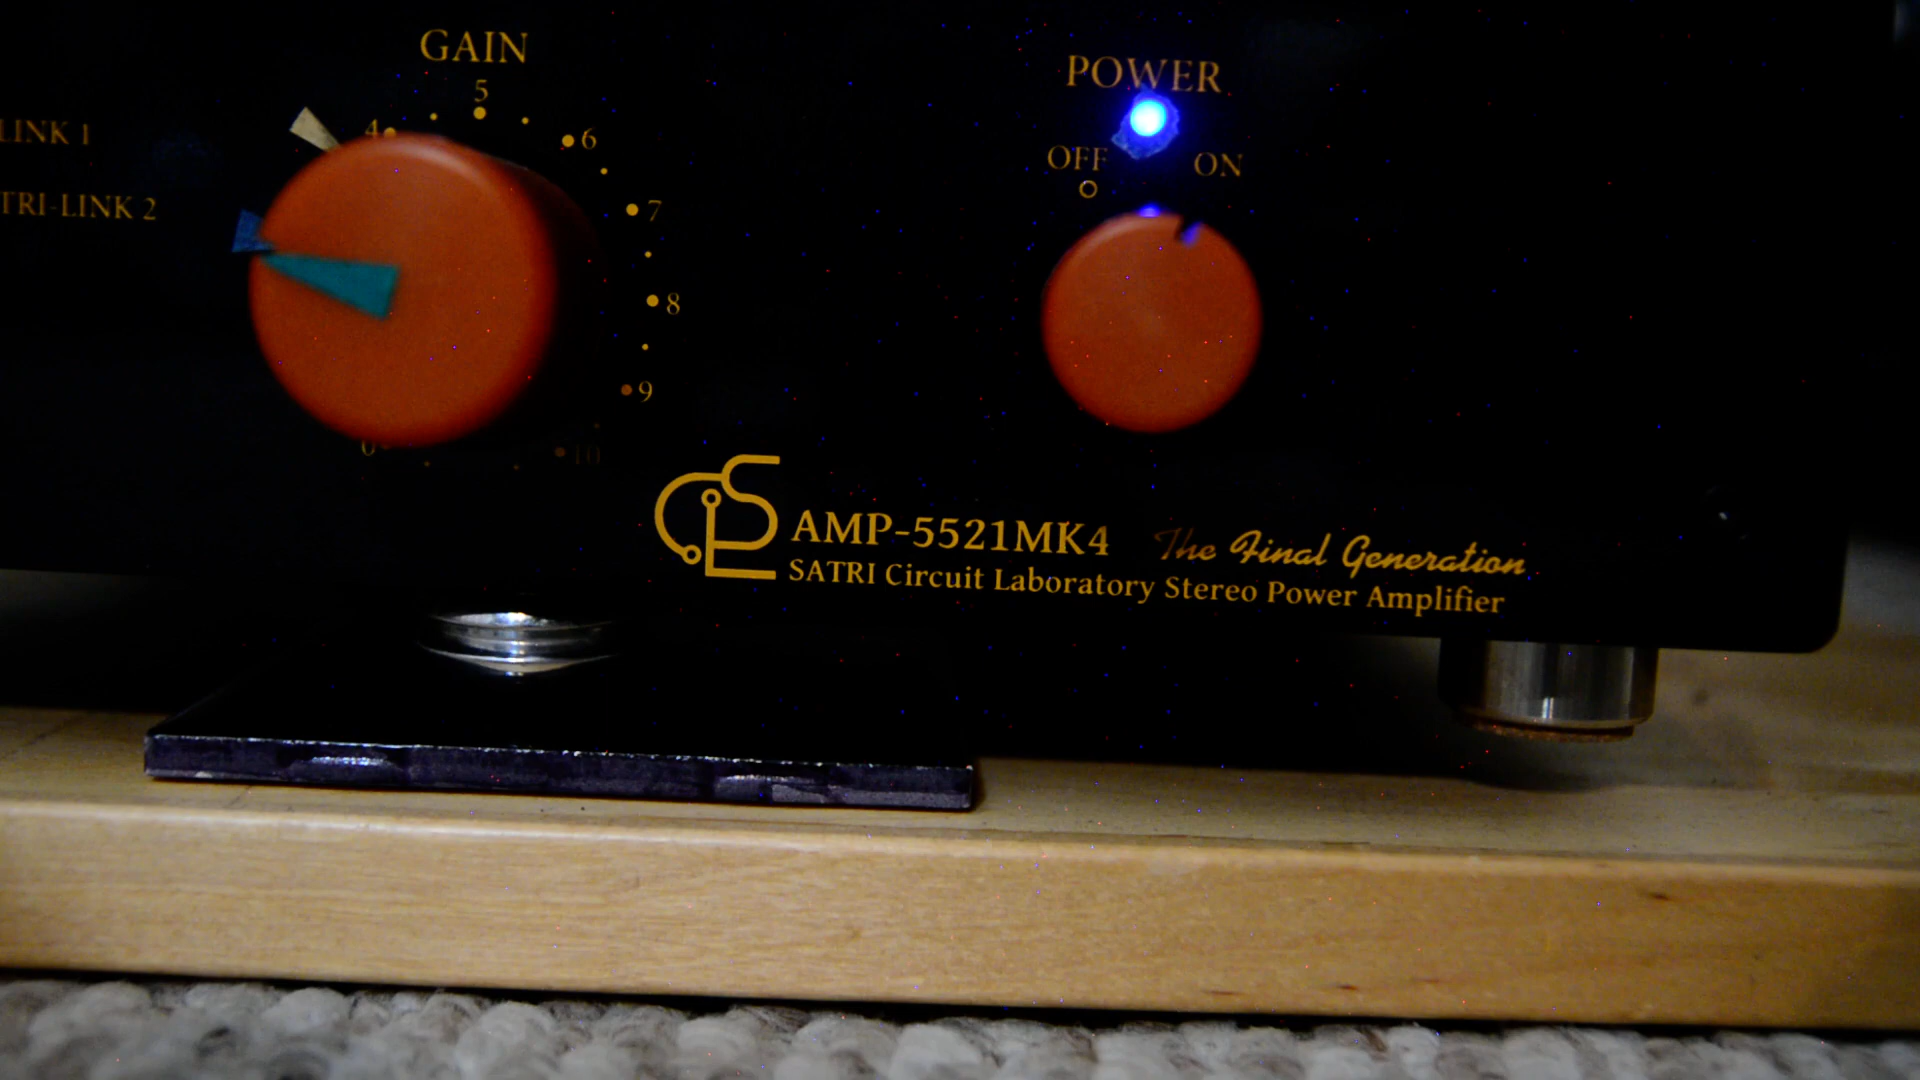 GAIN
5
4
6
7
8
9
10
0
LINK 1
TRI-LINK 2
POWER
OFF ON
AMP-5521MK4 The Final Generation
SATRI Circuit Laboratory Stereo Power Amplifier